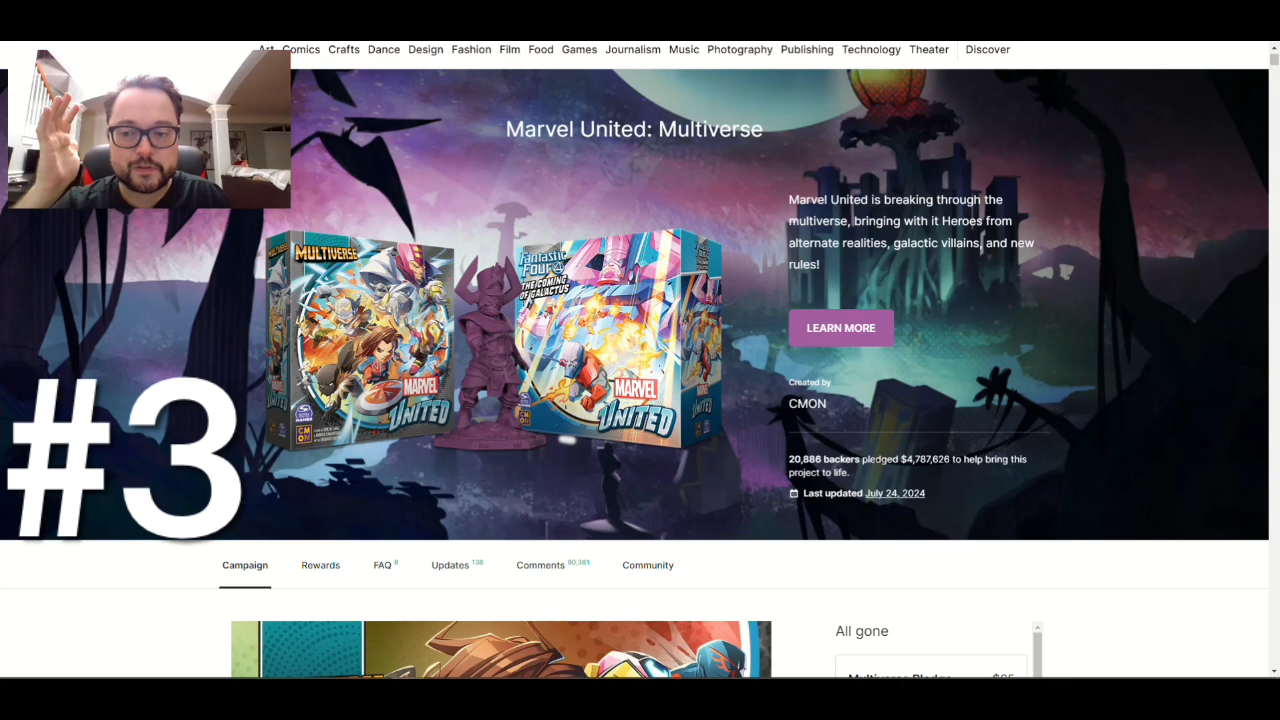 Art Comics Crafts Dance Design Fashion Film Food Games Journalism Music Photography Publishing Technology Theater Discover
Marvel United: Multiverse
Marvel United is breaking through the
multiverse, bringing with it Heroes from
alternate realities, galactic villains, and new
rules!
MULTIVERSE
MARVEL
UNITED
FANTASTIC
FOUR
THE COMING
OF GALACTUS
MARVEL
UNITED
LEARN MORE
Created by
CMON
20,886 backers pledged $4,787,626 to help bring this
project to life.
Last updated July 24, 2024
#3
Campaign Rewards FAQ 8 Updates 138 Comments 90,381 Community
All gone
Multiverse Pledge $95